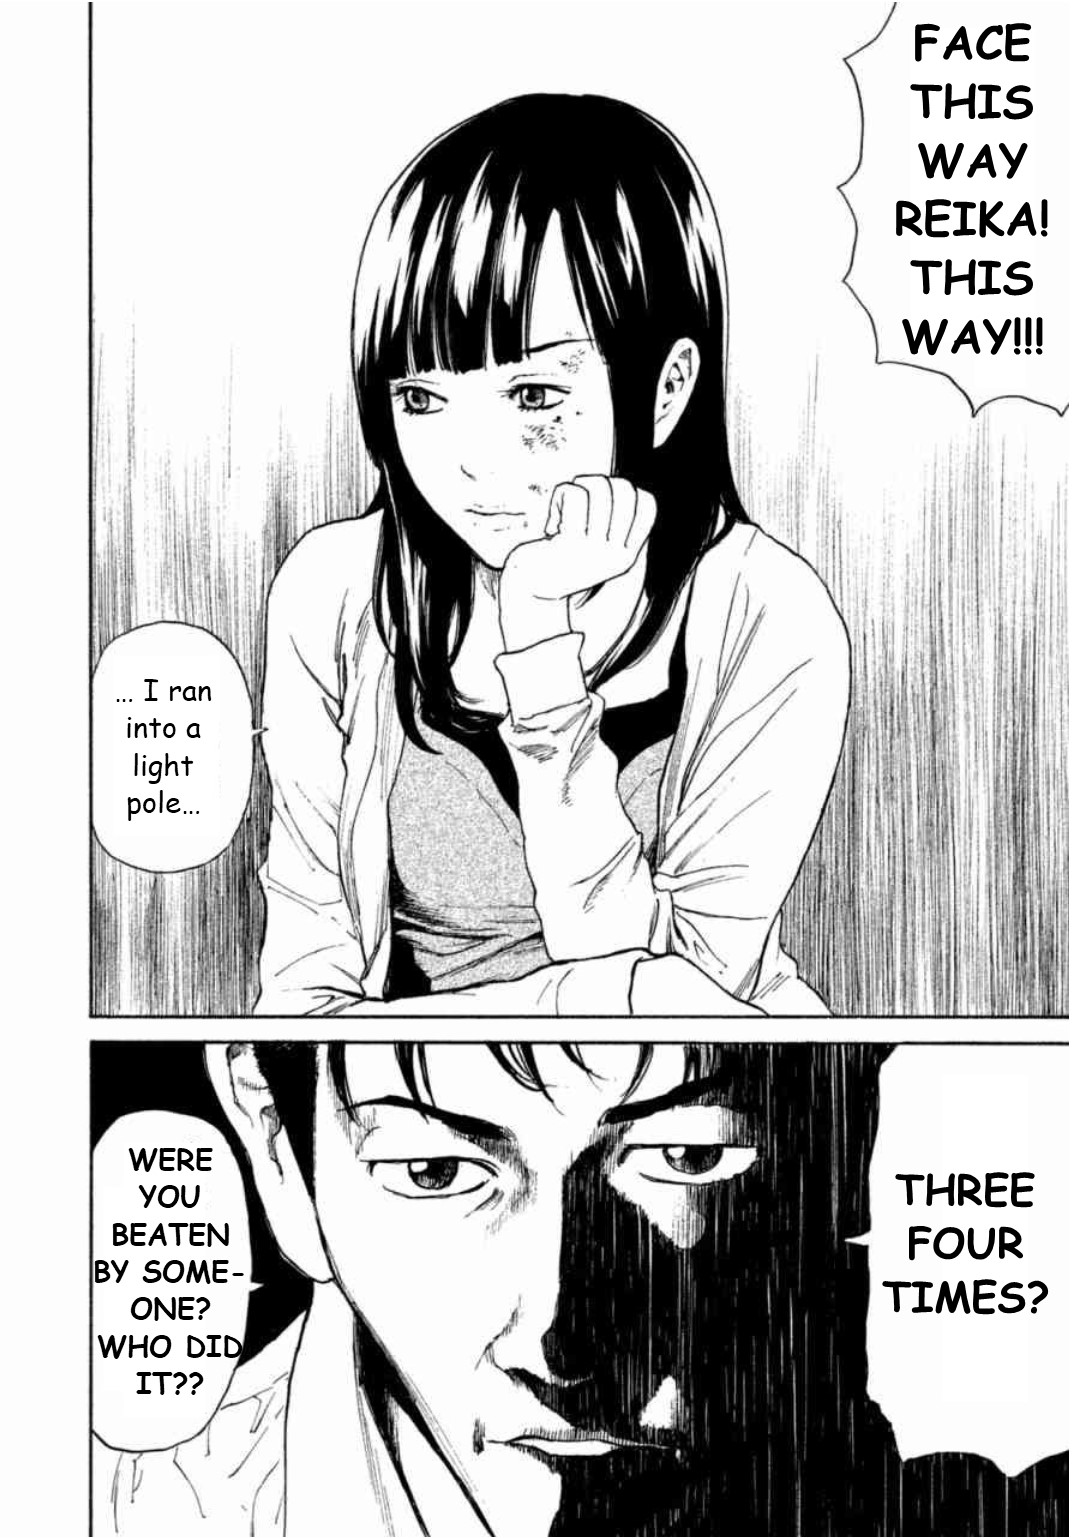 FACE
THIS
WAY
REIKA!
THIS
WAY!!!
... I ran
into a
light
pole...
THREE
FOUR
TIMES?
WERE
YOU
BEATEN
BY SOME-
ONE?
WHO DID
IT??